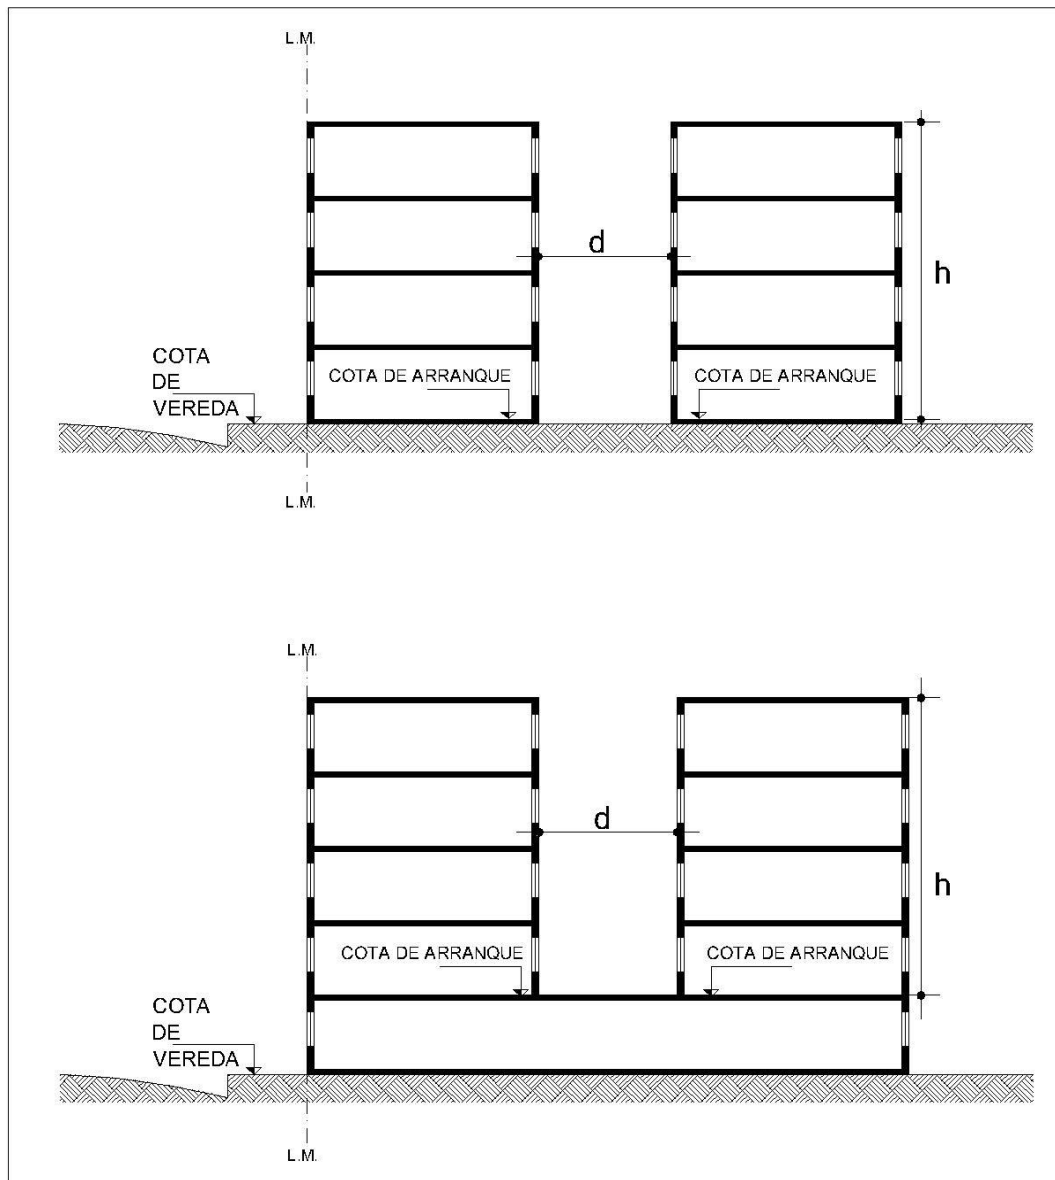 L.M.
d
h
COTA
DE
VEREDA
COTA DE ARRANQUE
COTA DE ARRANQUE
L.M.
L.M.
d
h
COTA DE ARRANQUE
COTA DE ARRANQUE
COTA
DE
VEREDA
L.M.